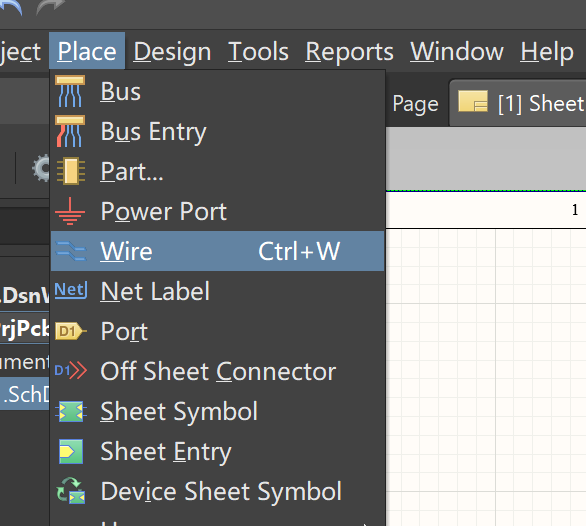 ject Place Design Tools Reports Window Help
Page [1] Sheet
Bus
Bus Entry
Part...
Power Port
1
Wire Ctrl+W
Net Net Label
.DsnW
D1 Port
rjPcb
ument
D1 Off Sheet Connector
.SchD
Sheet Symbol
Sheet Entry
Device Sheet Symbol